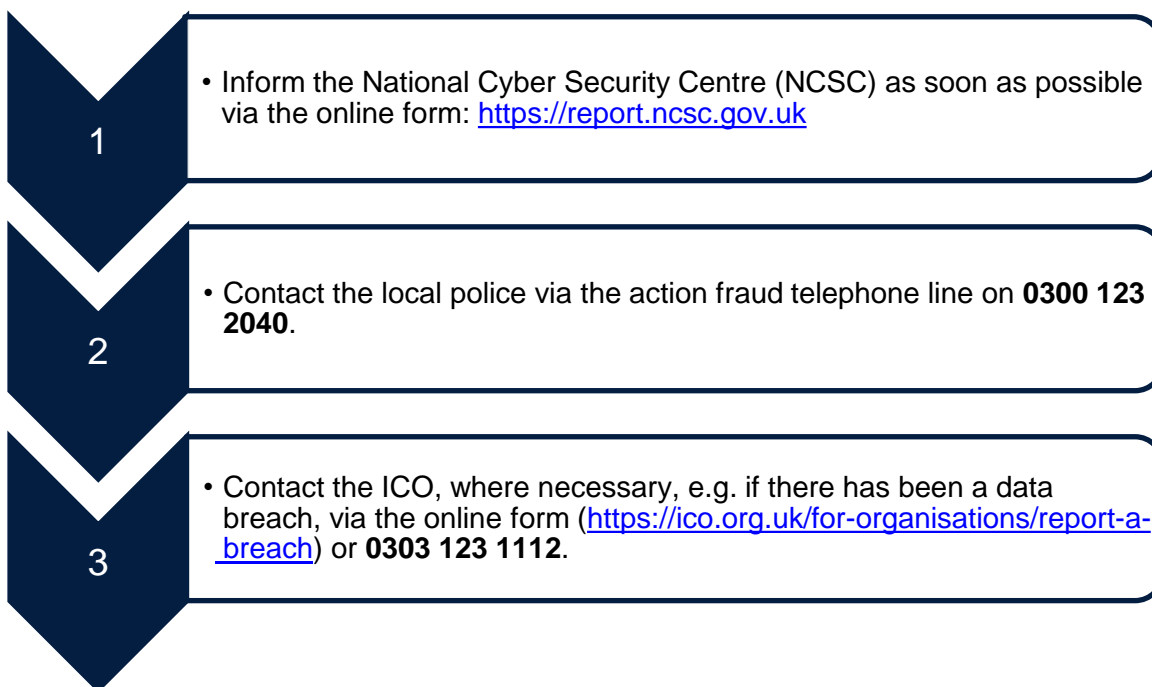 1
• Inform the National Cyber Security Centre (NCSC) as soon as possible
via the online form: https://report.ncsc.gov.uk
2
• Contact the local police via the action fraud telephone line on 0300 123
2040.
3
• Contact the ICO, where necessary, e.g. if there has been a data
breach, via the online form (https://ico.org.uk/for-organisations/report-a-
breach) or 0303 123 1112.